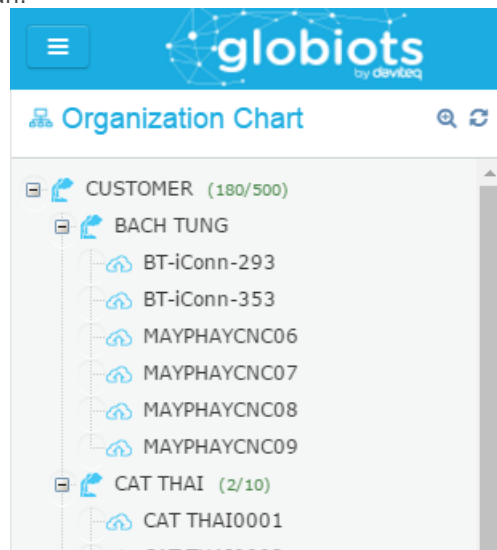 globiots
by daviteq
Organization Chart
CUSTOMER (180/500)
BACH TUNG
BT-iConn-293
BT-iConn-353
MAYPHAYCNC06
MAYPHAYCNC07
MAYPHAYCNC08
MAYPHAYCNC09
CAT THAI (2/10)
CAT THAI0001